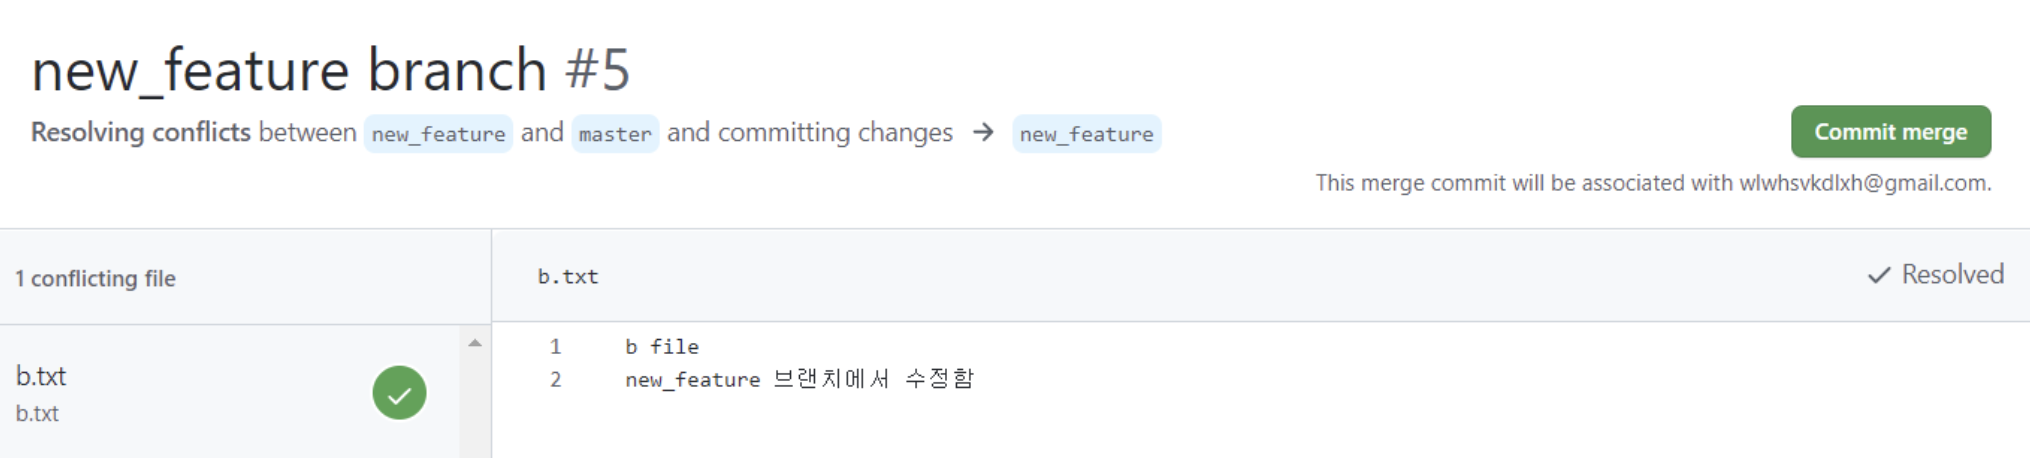 new_feature branch #5
Resolving conflicts between new_feature and master and committing changes → new_feature
Commit merge
This merge commit will be associated with wlwhsvkdlxh@gmail.com.
1 conflicting file
b.txt
✓ Resolved
b.txt
b.txt
1 b file
2 new_feature 브랜치에서 수정함